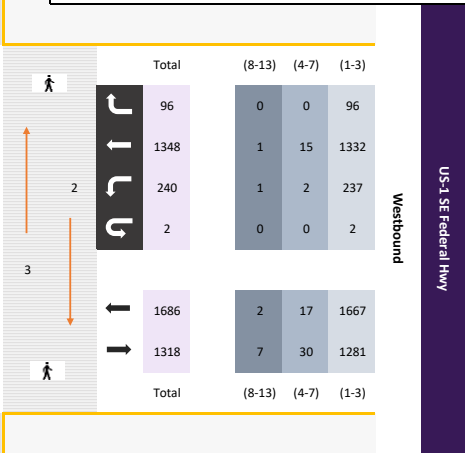 Total (8-13) (4-7) (1-3)
96 0 0 96
1348 1 15 1332
2 240 1 2 237
2 0 0 2
3
1686 2 17 1667
1318 7 30 1281
Total (8-13) (4-7) (1-3)
Westbound
US-1 SE Federal Hwy